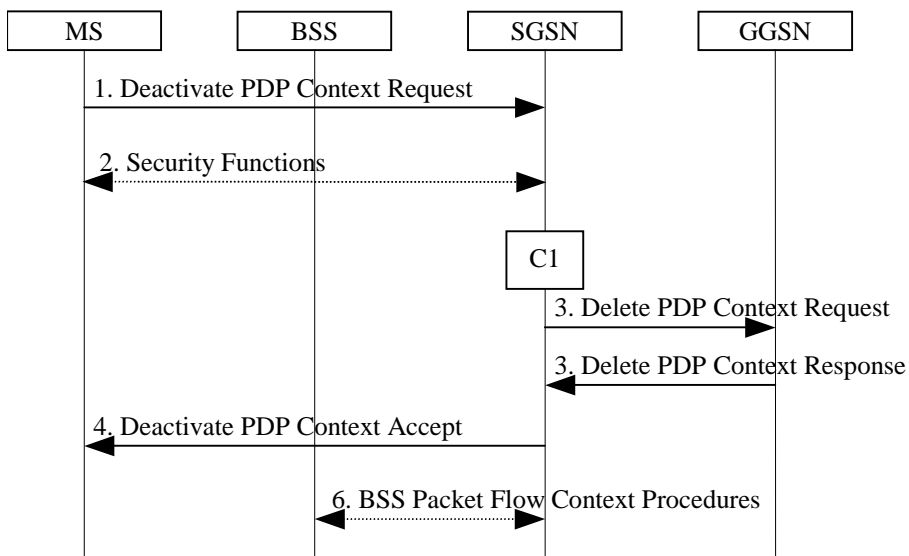 MS
BSS
SGSN
GGSN
1. Deactivate PDP Context Request
2. Security Functions
C1
3. Delete PDP Context Request
3. Delete PDP Context Response
4. Deactivate PDP Context Accept
6. BSS Packet Flow Context Procedures